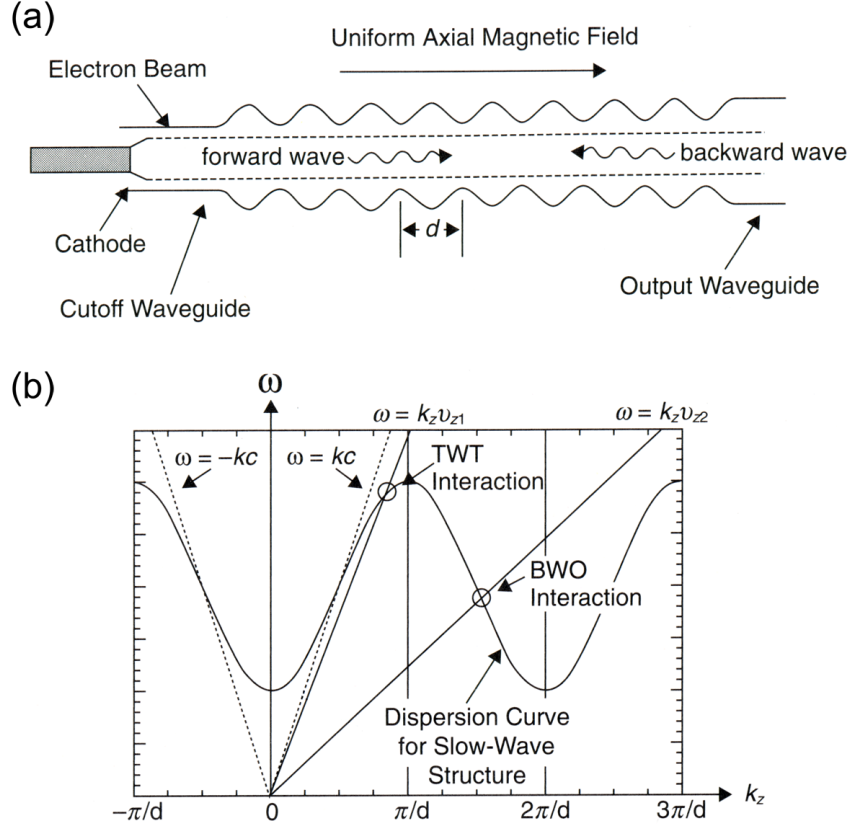 (a)
Uniform Axial Magnetic Field
Electron Beam
forward wave
backward wave
d
Cathode
Cutoff Waveguide
Output Waveguide
(b)
ω
ω = k_zυ_z1
ω = k_zυ_z2
ω = −kc
ω = kc
TWT
Interaction
BWO
Interaction
Dispersion Curve
for Slow-Wave
Structure
−π/d
0
π/d
2π/d
3π/d
k_z